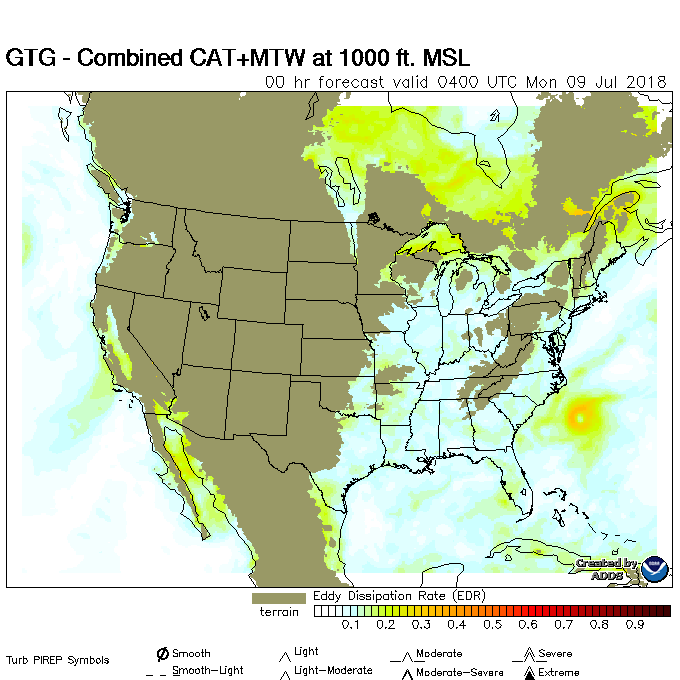 GTG - Combined CAT+MTW at 1000 ft. MSL
00 hr forecast valid 0400 UTC Mon 09 Jul 2018
Created by
ADDS
Eddy Dissipation Rate (EDR)
terrain
0.1 0.2 0.3 0.4 0.5 0.6 0.7 0.8 0.9
Turb PIREP Symbols
Smooth
Light
Moderate
Severe
Smooth-Light
Light-Moderate
Moderate-Severe
Extreme